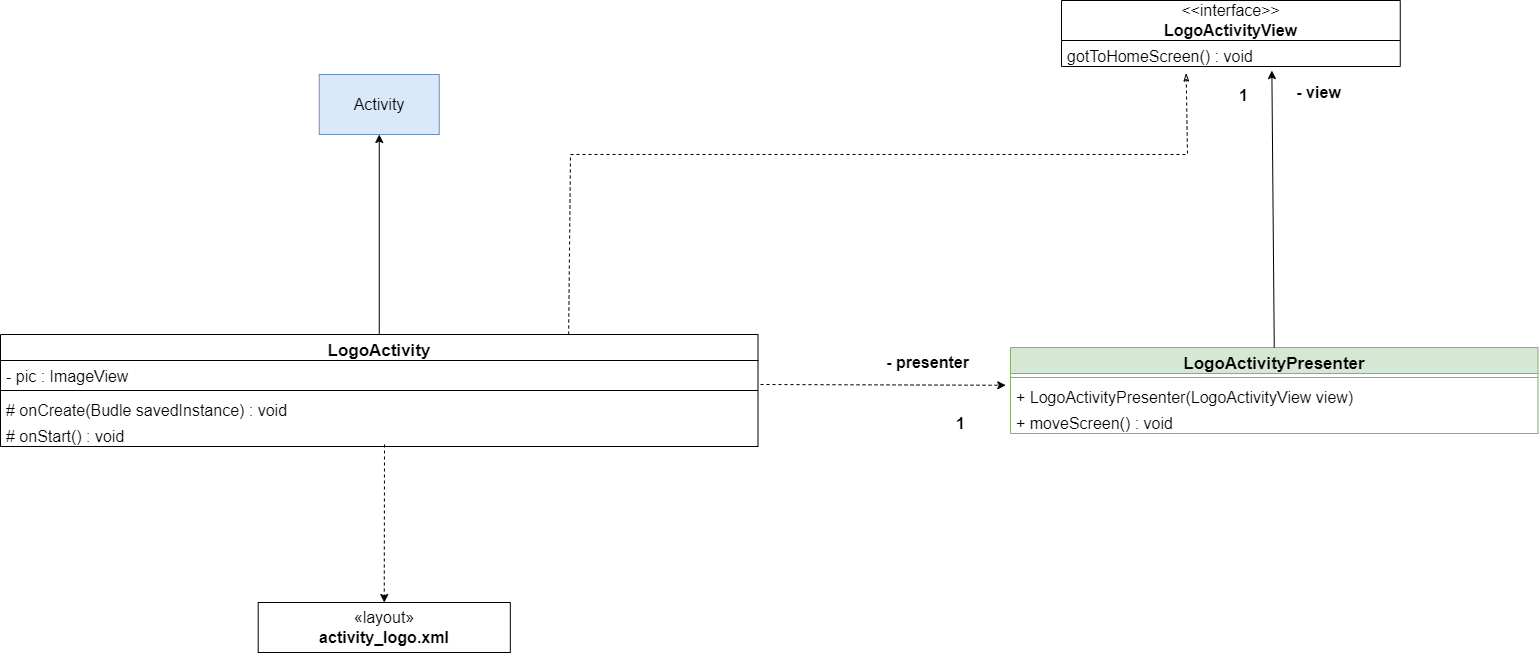 <<interface>>
LogoActivityView
gotToHomeScreen() : void
1
- view
Activity
LogoActivity
- pic : ImageView
# onCreate(Budle savedInstance) : void
# onStart() : void
- presenter
1
LogoActivityPresenter
+ LogoActivityPresenter(LogoActivityView view)
+ moveScreen() : void
«layout»
activity_logo.xml